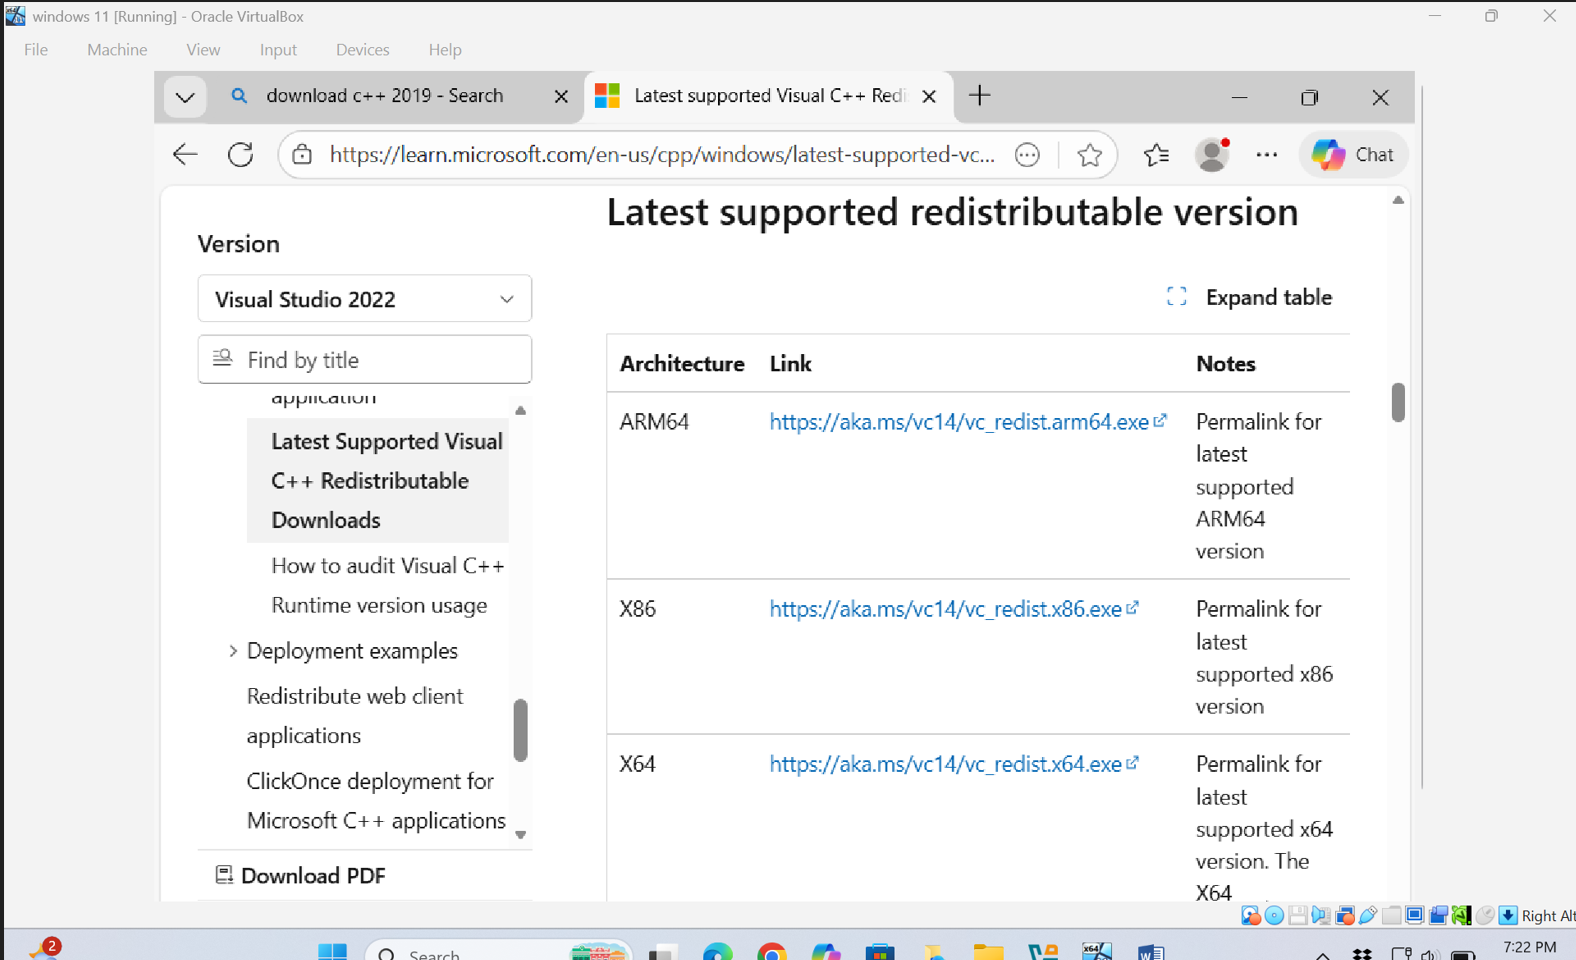 windows 11 [Running] - Oracle VirtualBox
File Machine View Input Devices Help
download c++ 2019 - Search
Latest supported Visual C++ Redi
https://learn.microsoft.com/en-us/cpp/windows/latest-supported-vc...
Chat
Version
Visual Studio 2022
Find by title
application
Latest Supported Visual
C++ Redistributable
Downloads
How to audit Visual C++
Runtime version usage
Deployment examples
Redistribute web client
applications
ClickOnce deployment for
Microsoft C++ applications
Download PDF
Latest supported redistributable version
Expand table
Architecture Link Notes
ARM64 https://aka.ms/vc14/vc_redist.arm64.exe Permalink for
latest
supported
ARM64
version
X86 https://aka.ms/vc14/vc_redist.x86.exe Permalink for
latest
supported x86
version
X64 https://aka.ms/vc14/vc_redist.x64.exe Permalink for
latest
supported x64
version. The
X64
Right Alt
2
Search
X64
7:22 PM